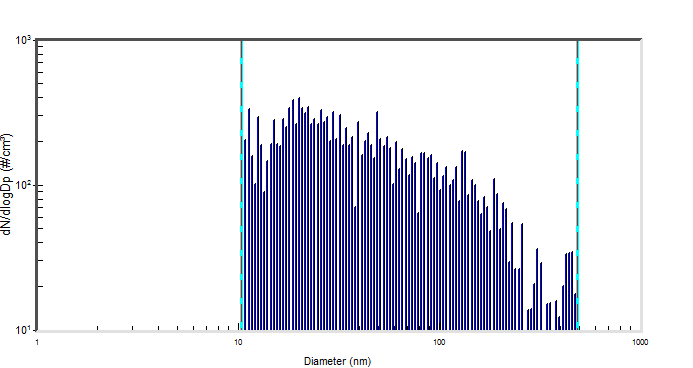 10³
dN/dlogDp (#/cm³)
10²
10¹
1 10 100 1000
Diameter (nm)